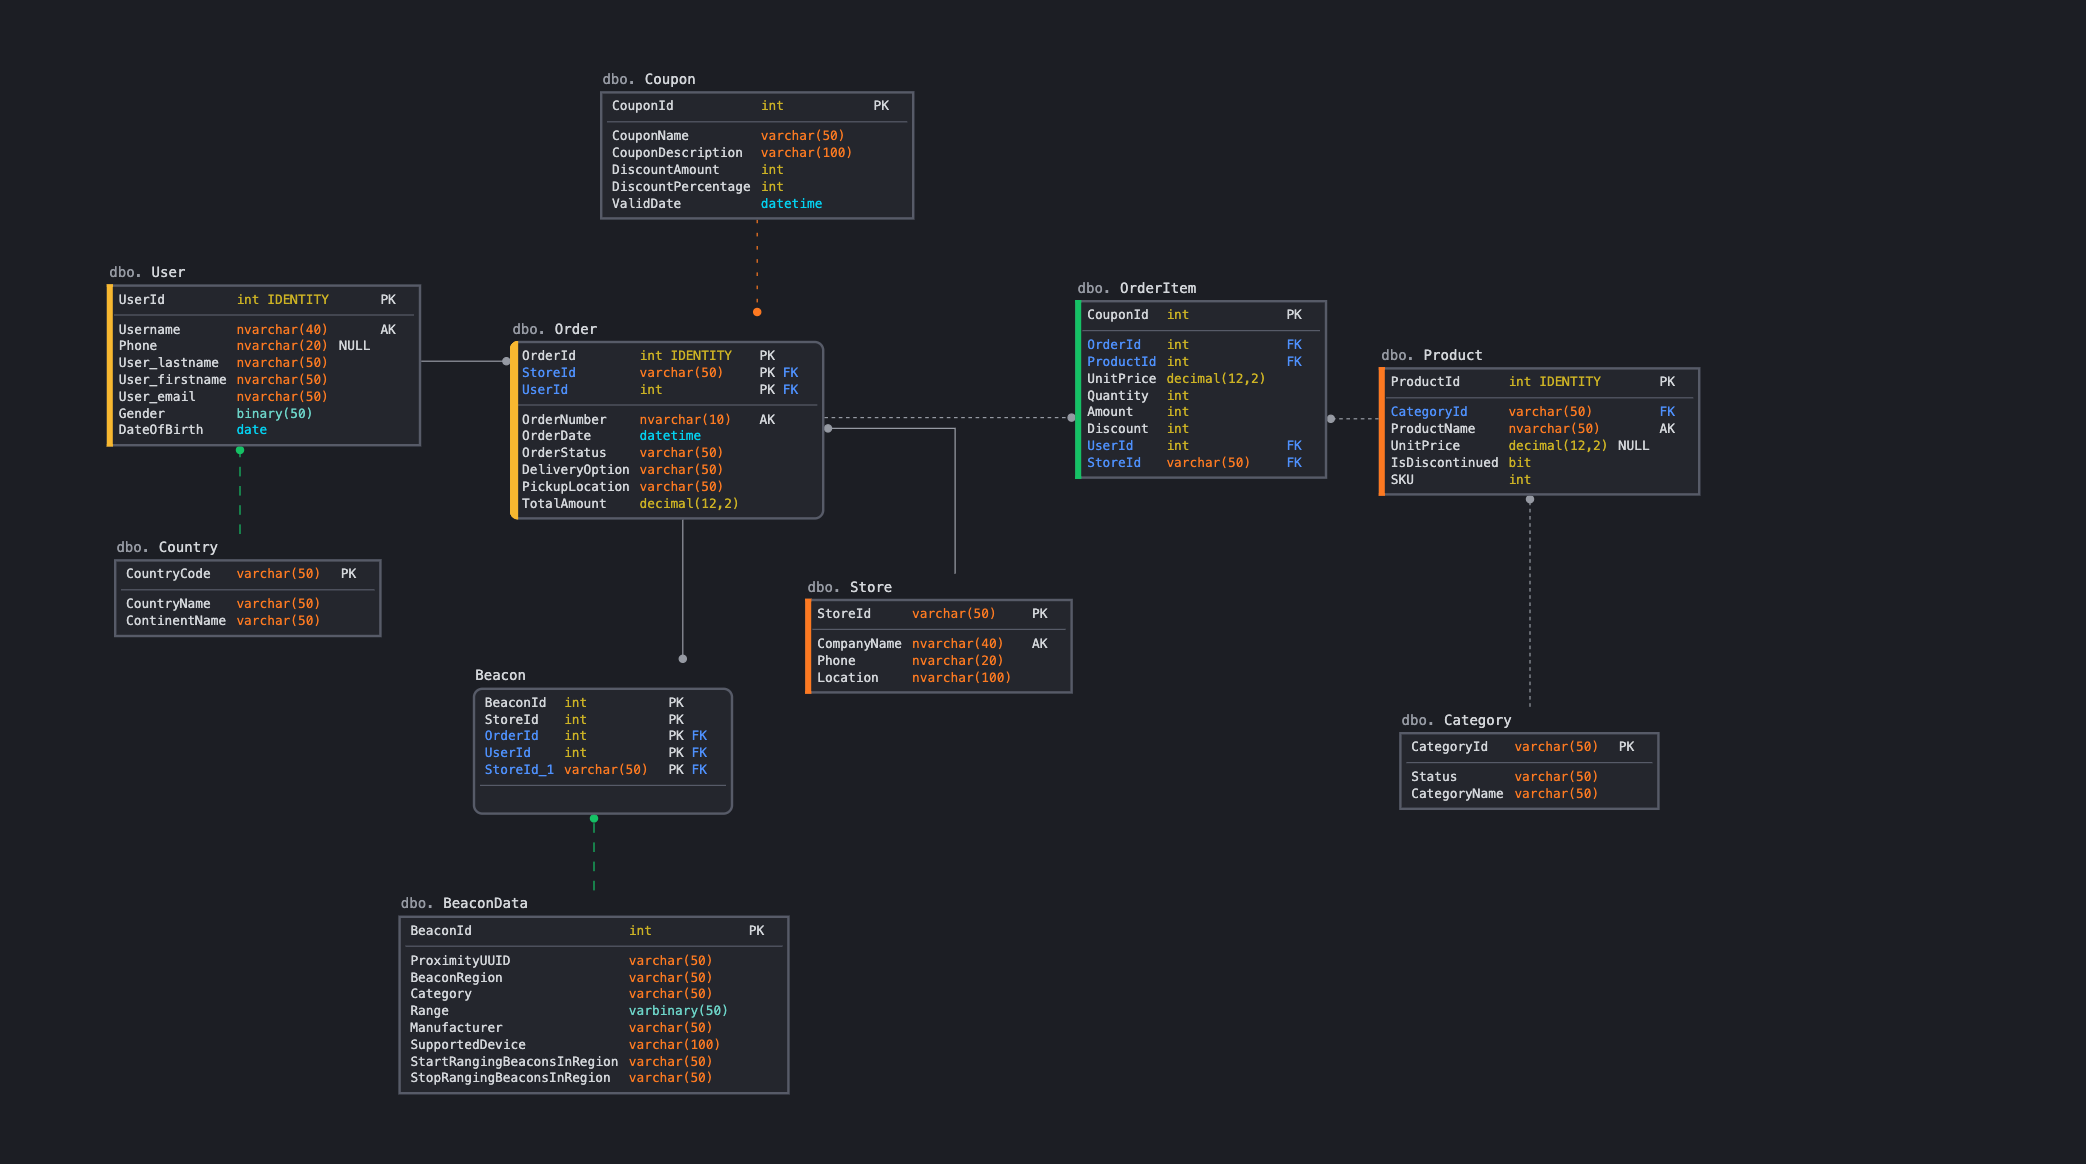 dbo. Coupon
CouponId int PK
CouponName varchar(50)
CouponDescription varchar(100)
DiscountAmount int
DiscountPercentage int
ValidDate datetime
dbo. User
UserId int IDENTITY PK
Username nvarchar(40) AK
Phone nvarchar(20) NULL
User_lastname nvarchar(50)
User_firstname nvarchar(50)
User_email nvarchar(50)
Gender binary(50)
DateOfBirth date
dbo. Order
OrderId int IDENTITY PK
StoreId varchar(50) PK FK
UserId int PK FK
OrderNumber nvarchar(10) AK
OrderDate datetime
OrderStatus varchar(50)
DeliveryOption varchar(50)
PickupLocation varchar(50)
TotalAmount decimal(12,2)
dbo. OrderItem
CouponId int PK
OrderId int FK
ProductId int FK
UnitPrice decimal(12,2)
Quantity int
Amount int
Discount int
UserId int FK
StoreId varchar(50) FK
dbo. Product
ProductId int IDENTITY PK
CategoryId varchar(50) FK
ProductName nvarchar(50) AK
UnitPrice decimal(12,2) NULL
IsDiscontinued bit
SKU int
dbo. Country
CountryCode varchar(50) PK
CountryName varchar(50)
ContinentName varchar(50)
dbo. Store
StoreId varchar(50) PK
CompanyName nvarchar(40) AK
Phone nvarchar(20)
Location nvarchar(100)
Beacon
BeaconId int PK
StoreId int PK
OrderId int PK FK
UserId int PK FK
StoreId_1 varchar(50) PK FK
dbo. Category
CategoryId varchar(50) PK
Status varchar(50)
CategoryName varchar(50)
dbo. BeaconData
BeaconId int PK
ProximityUUID varchar(50)
BeaconRegion varchar(50)
Category varchar(50)
Range varbinary(50)
Manufacturer varchar(50)
SupportedDevice varchar(100)
StartRangingBeaconsInRegion varchar(50)
StopRangingBeaconsInRegion varchar(50)